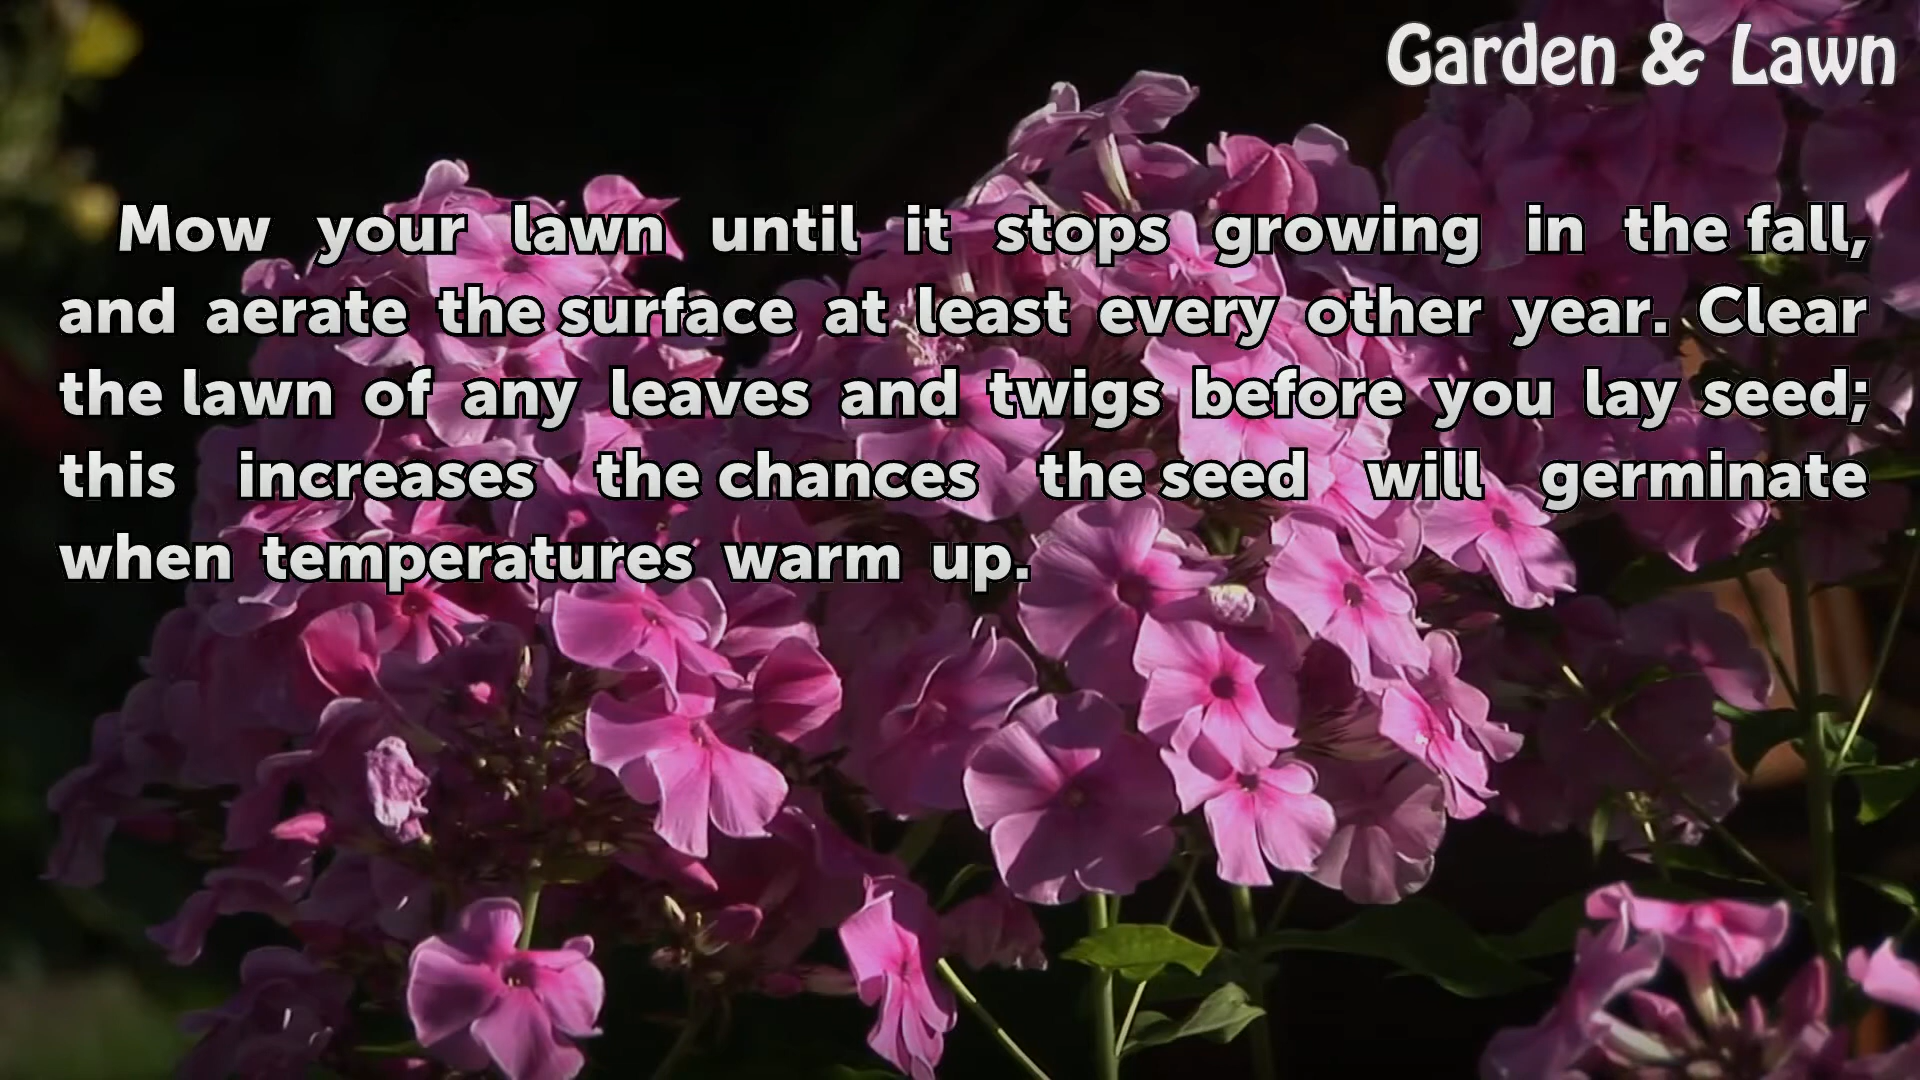 Garden & Lawn
Mow your lawn until it stops growing in the fall,
and aerate the surface at least every other year. Clear
the lawn of any leaves and twigs before you lay seed;
this increases the chances the seed will germinate
when temperatures warm up.